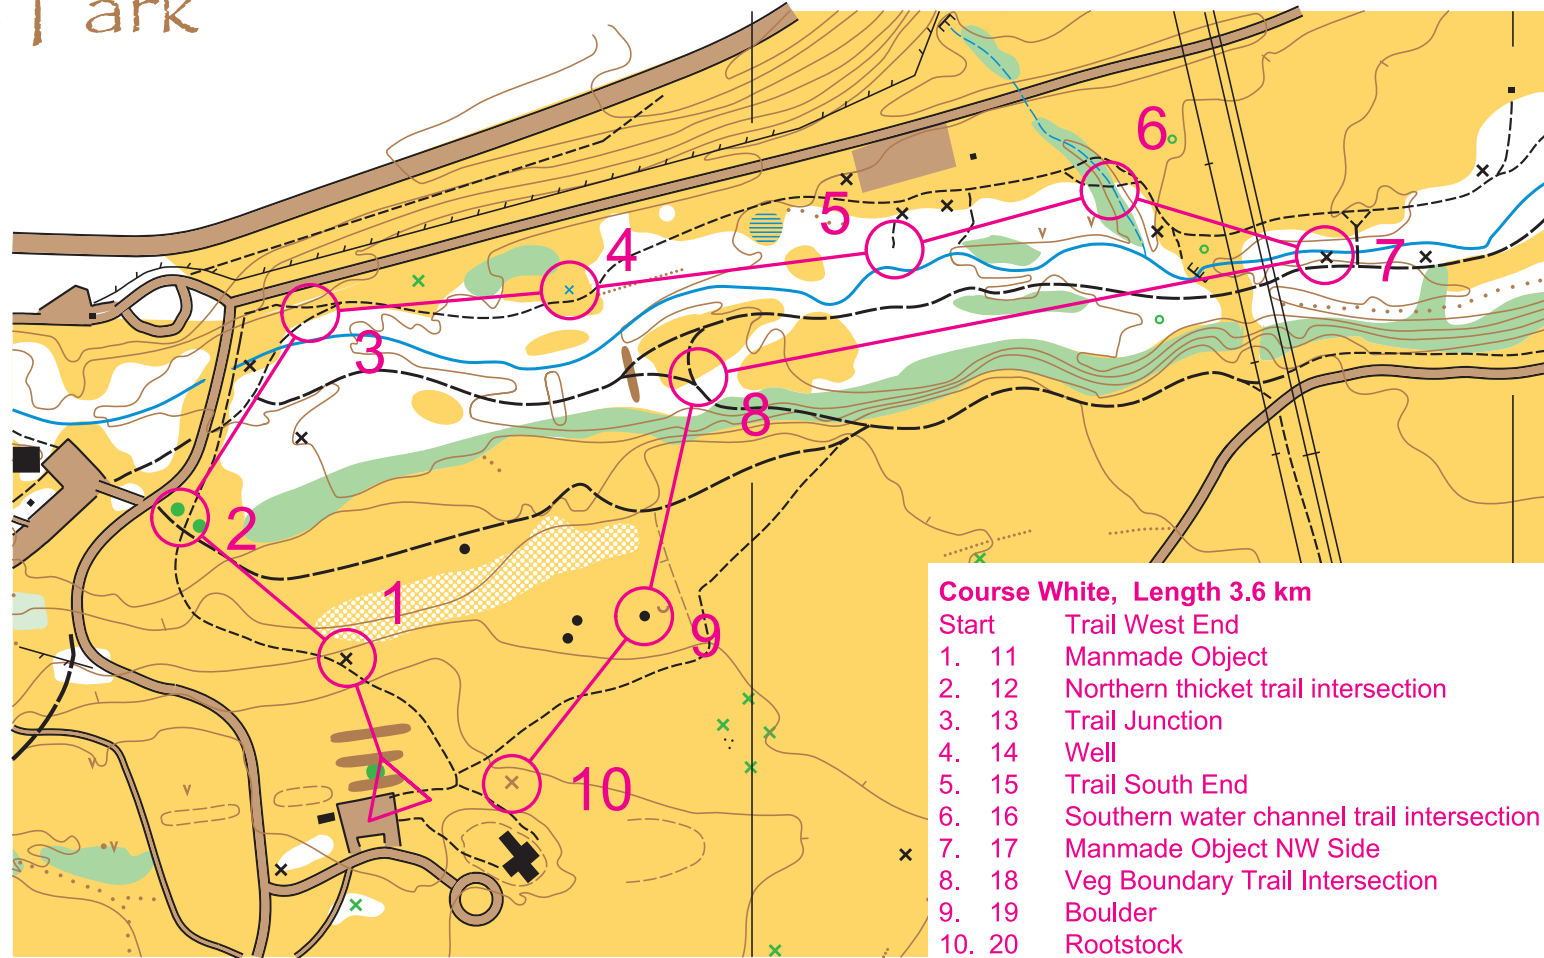 Park
6
5
4
7
3
8
2
1
9
10
Course White, Length 3.6 km
Start Trail West End
1. 11 Manmade Object
2. 12 Northern thicket trail intersection
3. 13 Trail Junction
4. 14 Well
5. 15 Trail South End
6. 16 Southern water channel trail intersection
7. 17 Manmade Object NW Side
8. 18 Veg Boundary Trail Intersection
9. 19 Boulder
10. 20 Rootstock